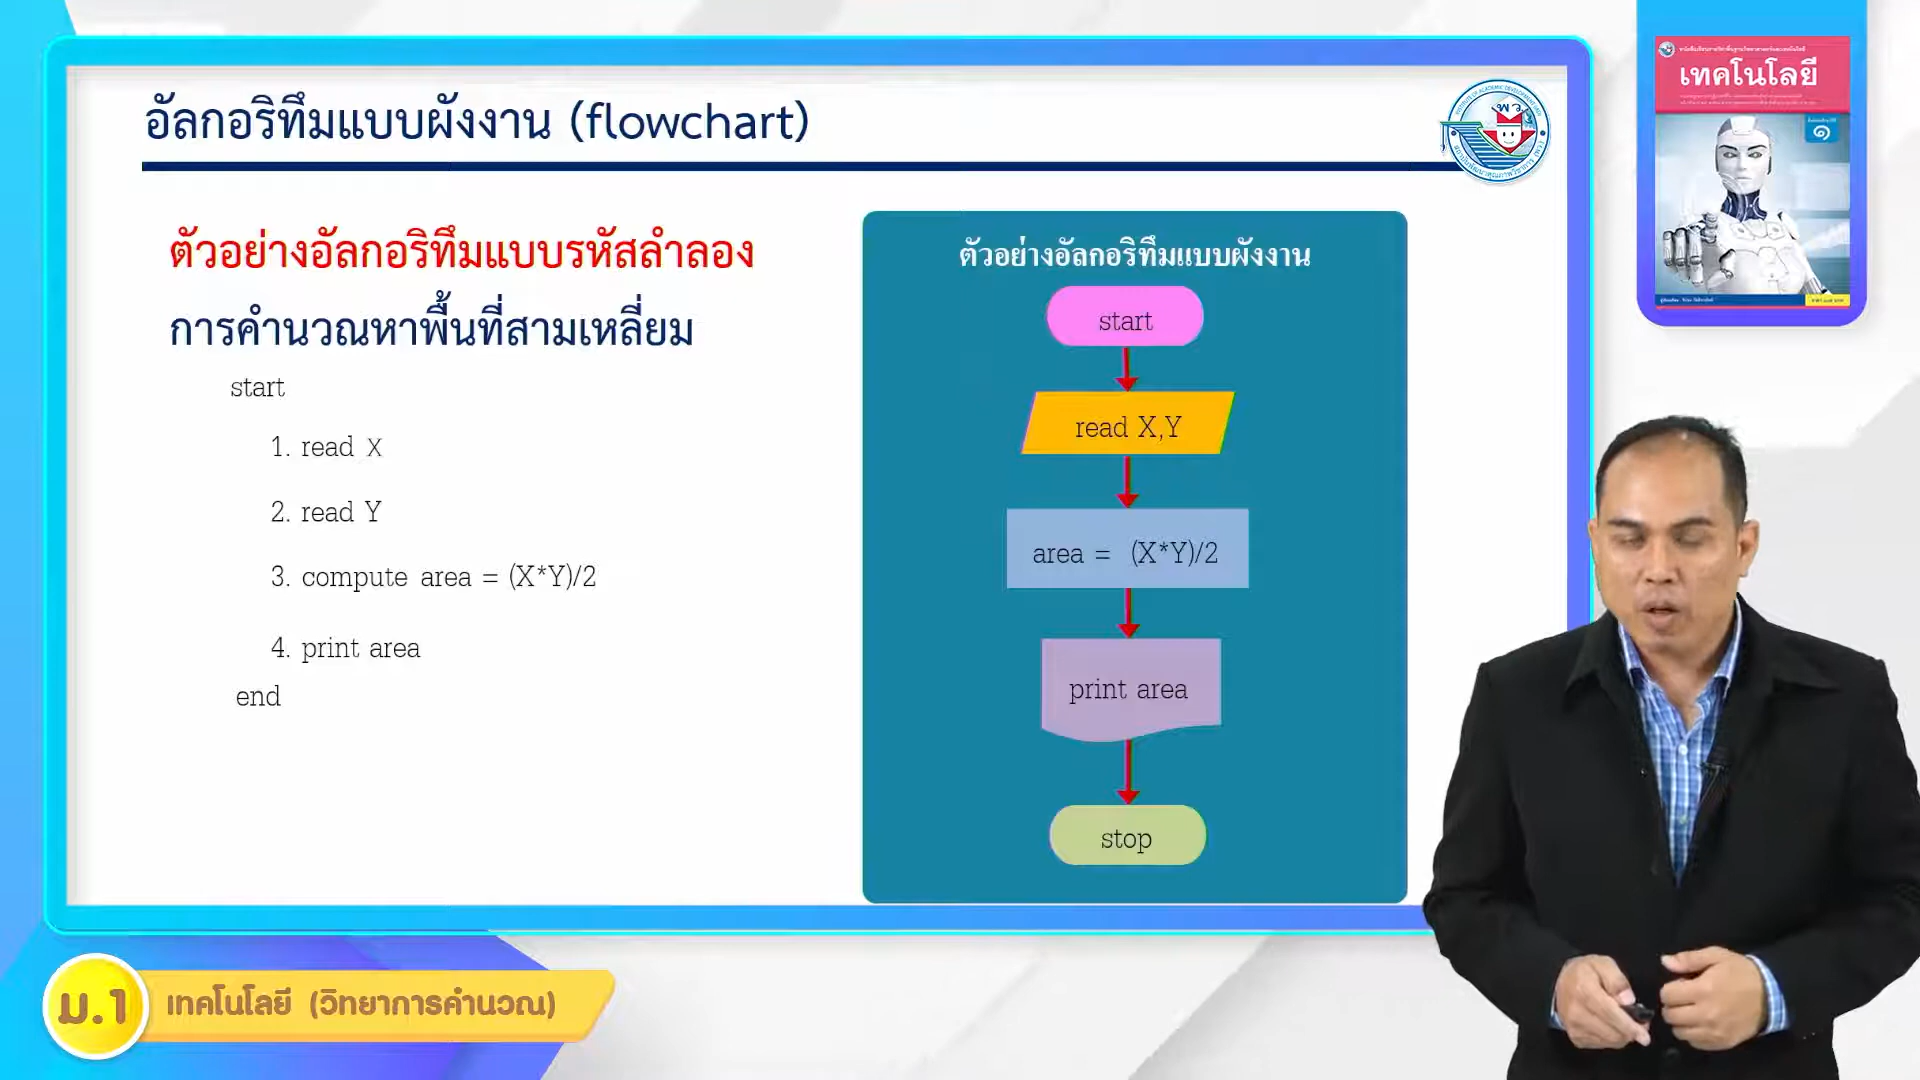 อัลกอริทึมแบบผังงาน (flowchart)
ตัวอย่างอัลกอริทึมแบบรหัสลำลอง
การคำนวณหาพื้นที่สามเหลี่ยม
start
1. read X
2. read Y
3. compute area = (X*Y)/2
4. print area
end
ตัวอย่างอัลกอริทึมแบบผังงาน
start
read X,Y
area = (X*Y)/2
print area
stop
พว
เทคโนโลยี
๑
ม.1
เทคโนโลยี (วิทยาการคำนวณ)